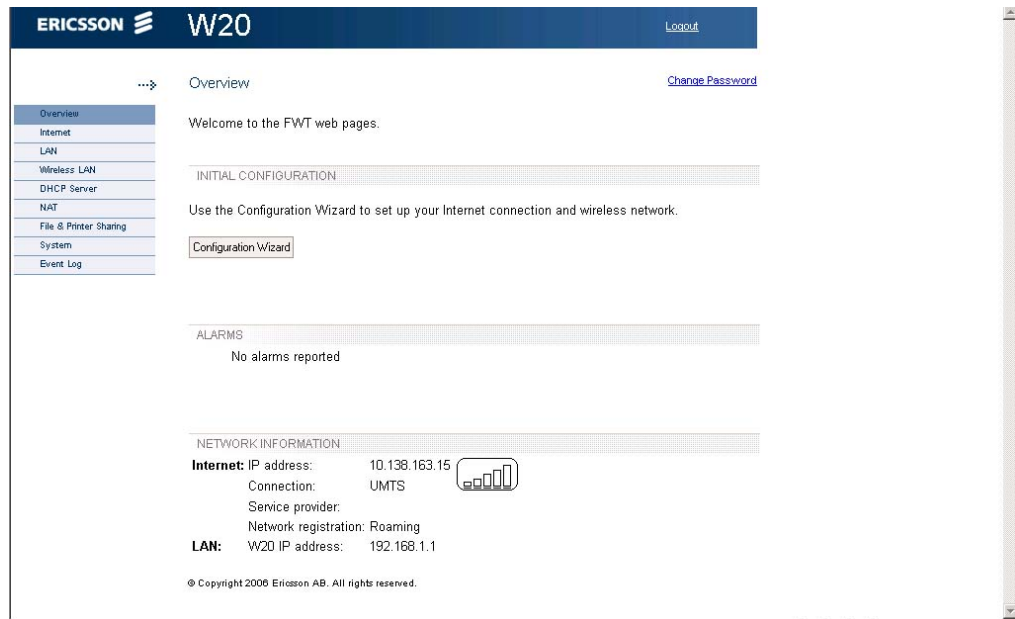 ERICSSON W20 Logout
Overview Change Password
Overview
Internet
LAN
Wireless LAN
DHCP Server
NAT
File & Printer Sharing
System
Event Log
Welcome to the FWT web pages.
INITIAL CONFIGURATION
Use the Configuration Wizard to set up your Internet connection and wireless network.
Configuration Wizard
ALARMS
No alarms reported
NETWORK INFORMATION
Internet: IP address: 10.138.163.15
Connection: UMTS
Service provider:
Network registration: Roaming
LAN: W20 IP address: 192.168.1.1
© Copyright 2006 Ericsson AB. All rights reserved.